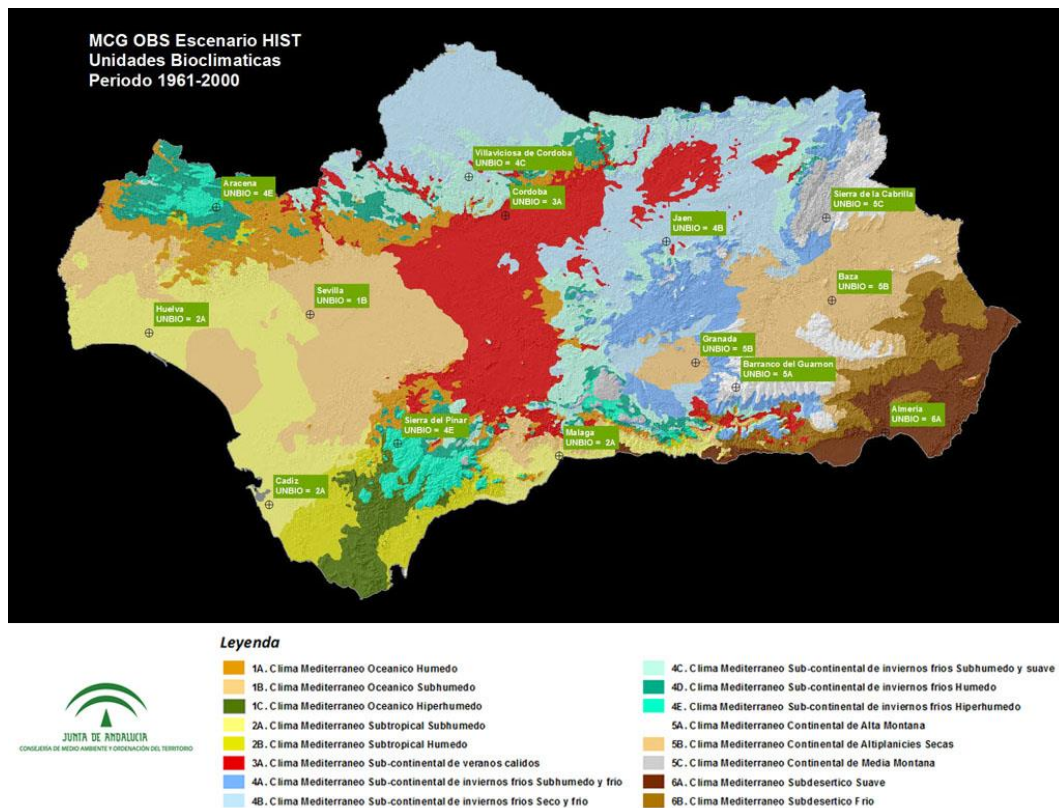 MCG OBS Escenario HIST
Unidades Bioclimaticas
Periodo 1961-2000
Villaviciosa de Cordoba
UNBIO = 4C
Aracena
UNBIO = 4E
Cordoba
UNBIO = 3A
Sierra de la Cabrilla
UNBIO = 5C
Jaen
UNBIO = 4B
Sevilla
UNBIO = 1B
Baza
UNBIO = 5B
Huelva
UNBIO = 2A
Granada
UNBIO = 5B
Barranco del Guarnon
UNBIO = 5A
Sierra del Pinar
UNBIO = 4E
Almeria
UNBIO = 6A
Malaga
UNBIO = 2A
Cadiz
UNBIO = 2A
Leyenda
1A. Clima Mediterraneo Oceanico Humedo
1B. Clima Mediterraneo Oceanico Subhumedo
1C. Clima Mediterraneo Oceanico Hiperhumedo
2A. Clima Mediterraneo Subtropical Subhumedo
2B. Clima Mediterraneo Subtropical Humedo
3A. Clima Mediterraneo Sub-continental de veranos calidos
4A. Clima Mediterraneo Sub-continental de inviernos frios Subhumedo y frio
4B. Clima Mediterraneo Sub-continental de inviernos frios Seco y frio
4C. Clima Mediterraneo Sub-continental de inviernos frios Subhumedo y suave
4D. Clima Mediterraneo Sub-continental de inviernos frios Humedo
4E. Clima Mediterraneo Sub-continental de inviernos frios Hiperhumedo
5A. Clima Mediterraneo Continental de Alta Montana
5B. Clima Mediterraneo Continental de Altiplanicies Secas
5C. Clima Mediterraneo Continental de Media Montana
6A. Clima Mediterraneo Subdesertico Suave
6B. Clima Mediterraneo Subdesertico Frio
JUNTA DE ANDALUCIA
CONSEJERÍA DE MEDIO AMBIENTE Y ORDENACIÓN DEL TERRITORIO